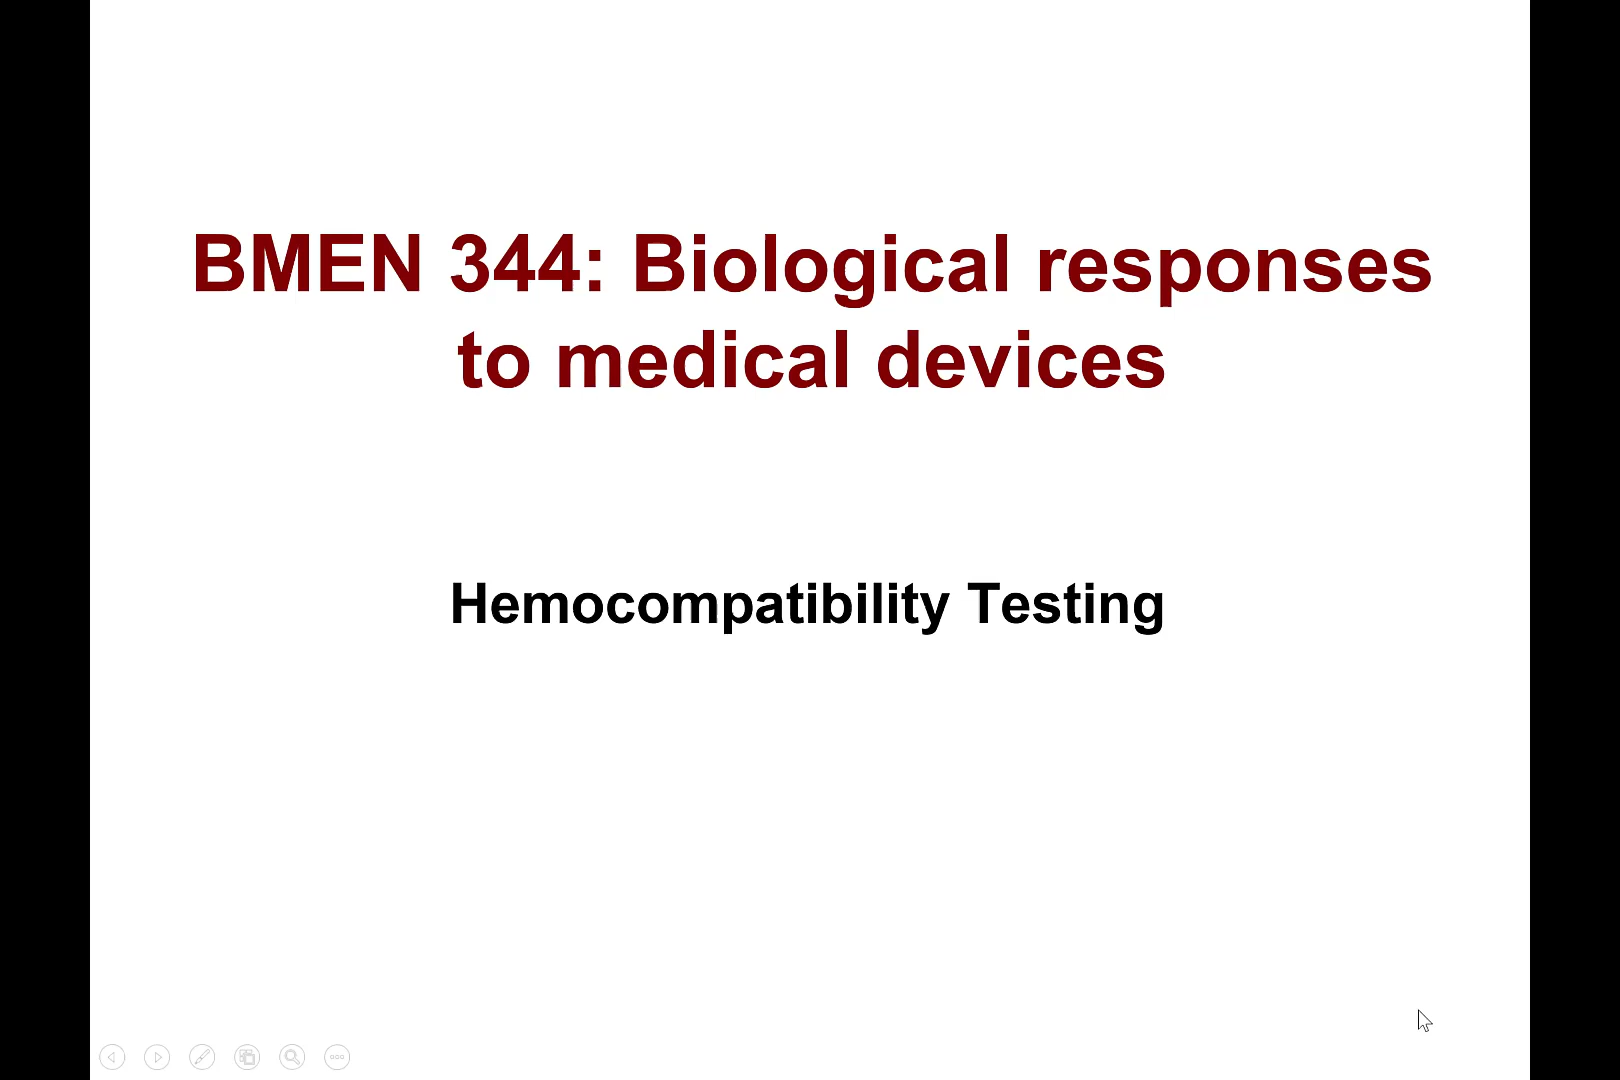 BMEN 344: Biological responses
to medical devices
Hemocompatibility Testing